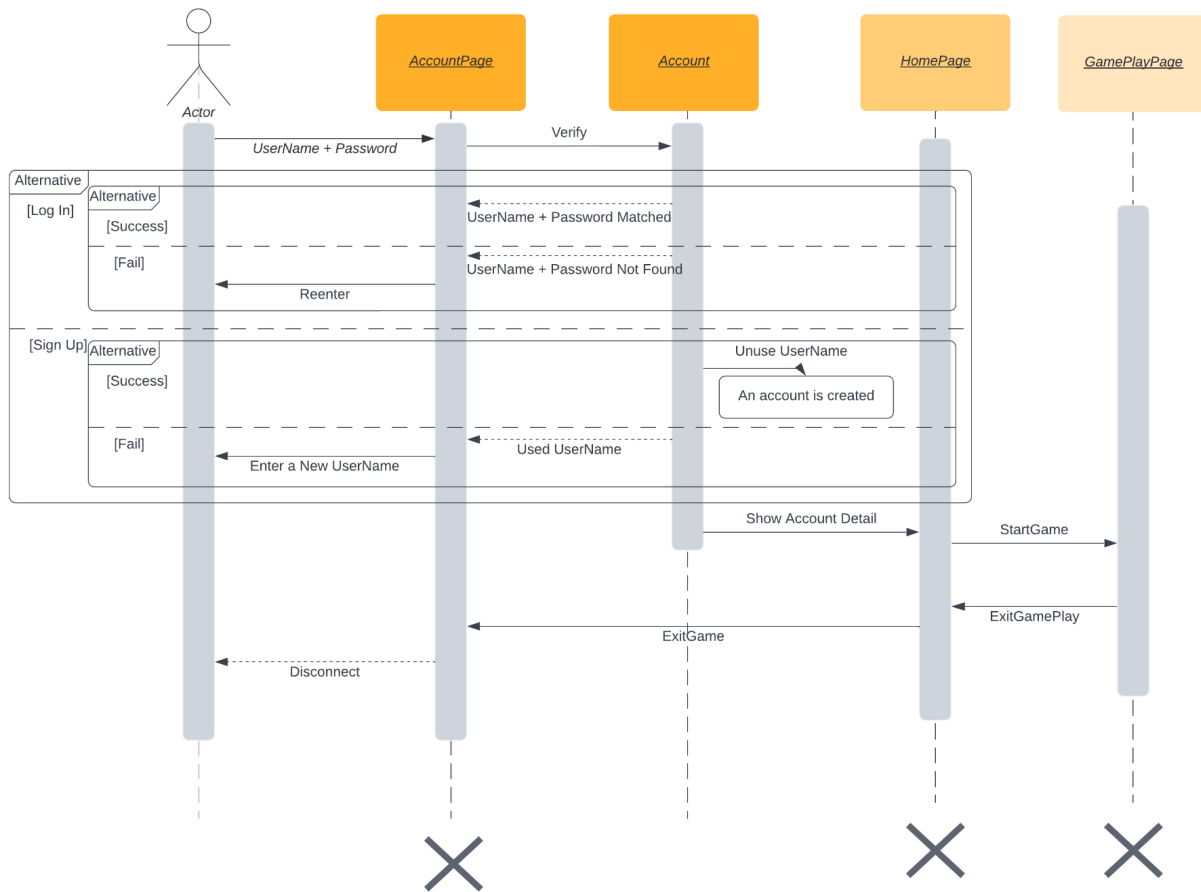 Actor
AccountPage
Account
HomePage
GamePlayPage
UserName + Password
Verify
Alternative
[Log In]
Alternative
[Success]
UserName + Password Matched
[Fail]
UserName + Password Not Found
Reenter
[Sign Up]
Alternative
[Success]
Unuse UserName
An account is created
[Fail]
Used UserName
Enter a New UserName
Show Account Detail
StartGame
ExitGamePlay
ExitGame
Disconnect